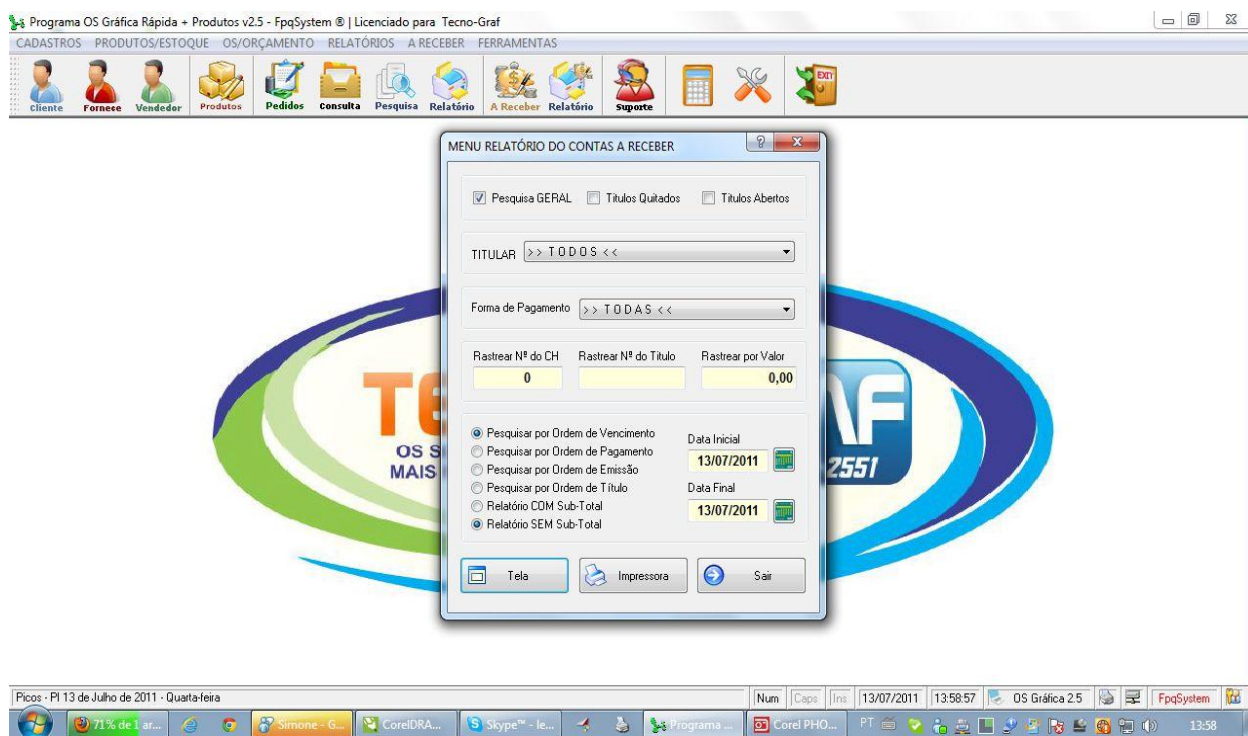 Programa OS Gráfica Rápida + Produtos v2.5 - FpqSystem ® | Licenciado para Tecno-Graf
CADASTROS PRODUTOS/ESTOQUE OS/ORÇAMENTO RELATÓRIOS A RECEBER FERRAMENTAS
Cliente Fornece Vendedor Produtos Pedidos Consulta Pesquisa Relatório A Receber Relatório Suporte EXIT
MENU RELATÓRIO DO CONTAS A RECEBER
Pesquisa GERAL Titulos Quitados Titulos Abertos
TITULAR >> T O D O S <<
Forma de Pagamento >> T O D A S <<
Rastrear Nº do CH Rastrear Nº do Titulo Rastrear por Valor
0 0,00
Pesquisar por Ordem de Vencimento
Pesquisar por Ordem de Pagamento
Pesquisar por Ordem de Emissão
Pesquisar por Ordem de Título
Relatório COM Sub-Total
Relatório SEM Sub-Total
Data Inicial
13/07/2011
Data Final
13/07/2011
Tela Impressora Sair
OS S
MAIS
2551
Picos - PI 13 de Julho de 2011 - Quarta-feira
Num Caps Ins 13/07/2011 13:58:57 OS Gráfica 2.5 FpqSystem
71% de 1 ar... Simone - G... CorelDRA... Skype™ - le... Programa ... Corel PHO... PT 13:58